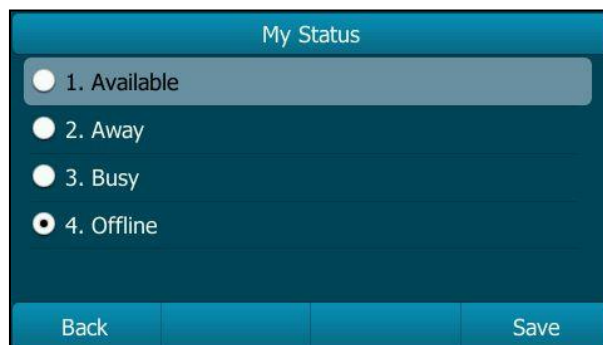 My Status
1. Available
2. Away
3. Busy
4. Offline
Back Save